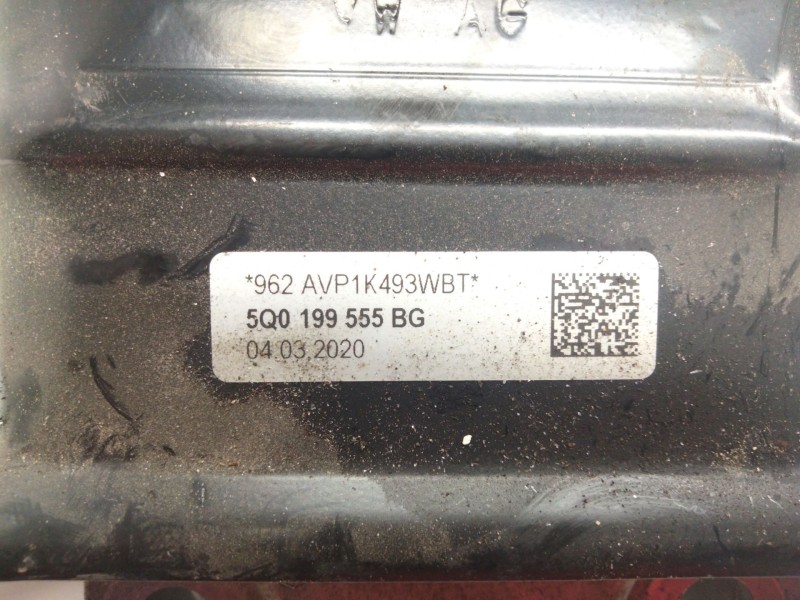 VW AG
*962 AVP1K493WBT*
5Q0 199 555 BG
04.03.2020